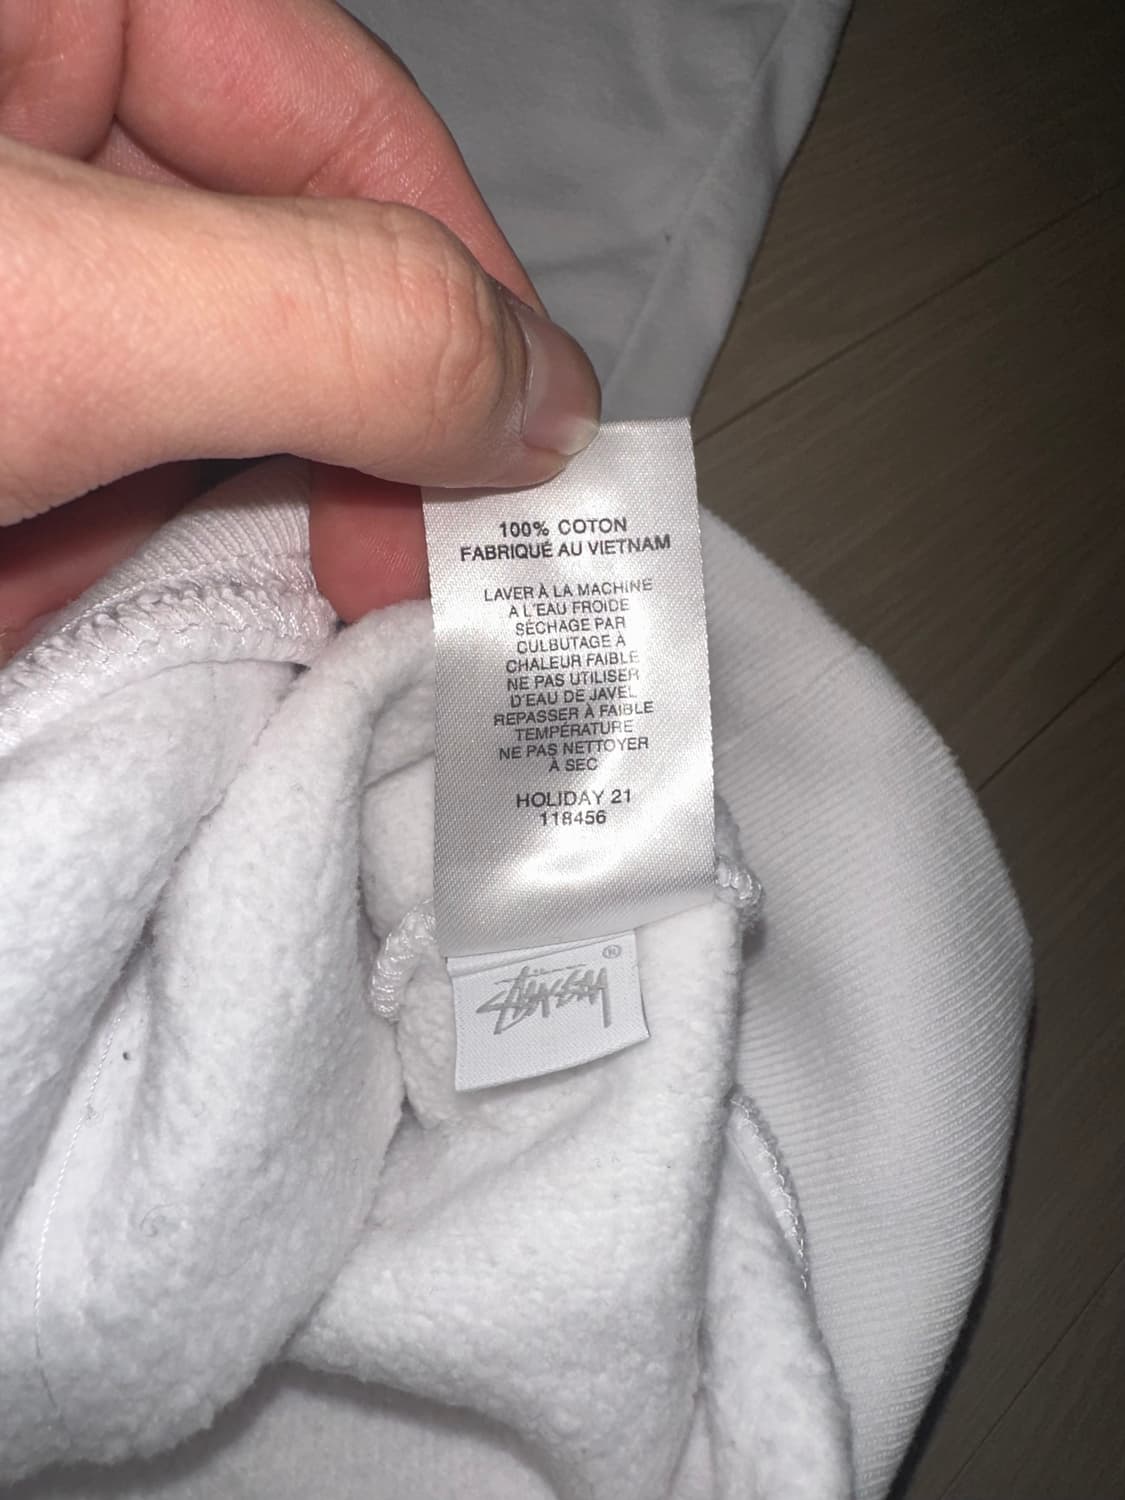 100% COTON
FABRIQUÉ AU VIETNAM
LAVER À LA MACHINE
À L'EAU FROIDE
SÉCHAGE PAR
CULBUTAGE À
CHALEUR FAIBLE
NE PAS UTILISER
D'EAU DE JAVEL
REPASSER À FAIBLE
TEMPÉRATURE
NE PAS NETTOYER
À SEC
HOLIDAY 21
118456
Stüssy ®